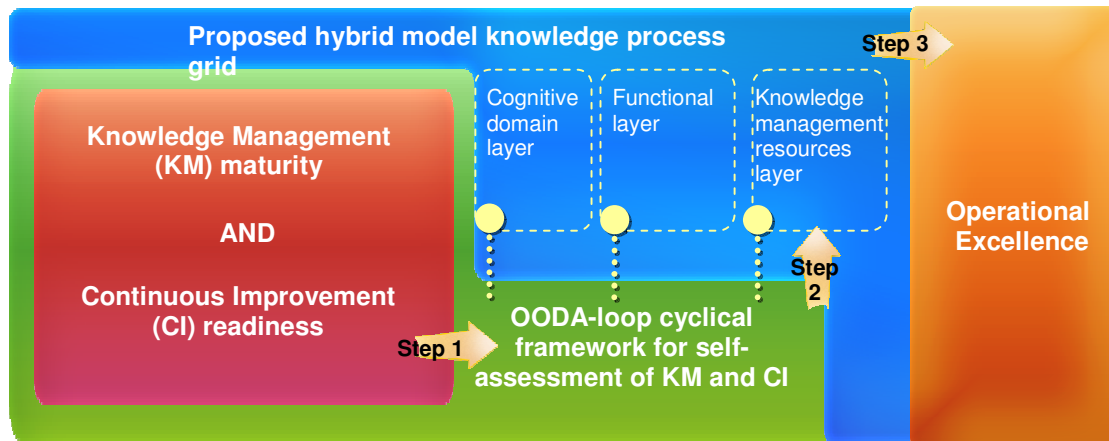 Proposed hybrid model knowledge process
grid
Step 3
Cognitive
domain
layer
Functional
layer
Knowledge
management
resources
layer
Knowledge Management
(KM) maturity
AND
Continuous Improvement
(CI) readiness
Operational
Excellence
Step
2
Step 1
OODA-loop cyclical
framework for self-
assessment of KM and CI